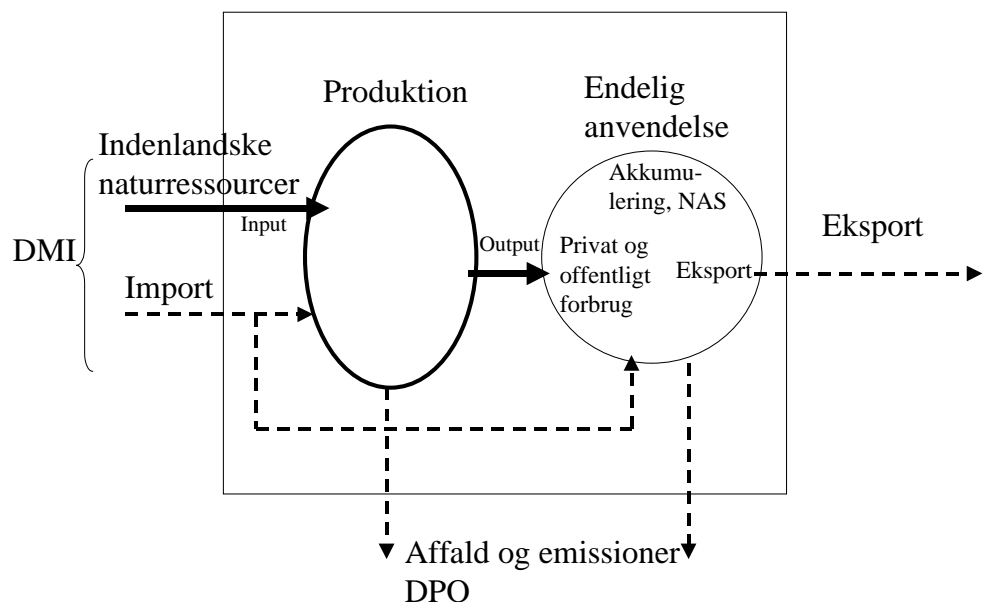 Produktion
Endelig
anvendelse
Indenlandske
naturressourcer
Input
DMI
Import
Output
Akkumu-
lering, NAS
Privat og
offentligt
forbrug
Eksport
Eksport
Affald og emissioner
DPO